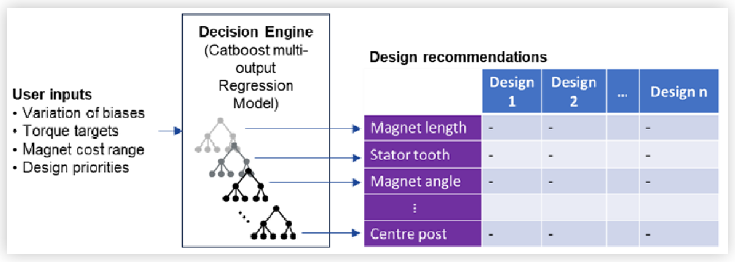 Decision Engine
(Catboost multi-
output
Regression
Model)
User inputs
• Variation of biases
• Torque targets
• Magnet cost range
• Design priorities
Design recommendations
Design 1 Design 2 ... Design n
Magnet length - - -
Stator tooth - - -
Magnet angle - - -
⋮
Centre post - - -